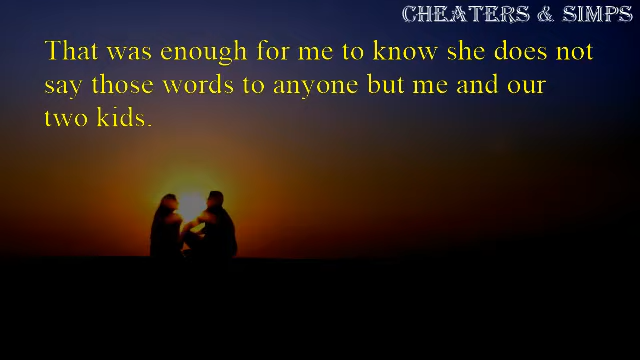 CHEATERS & SIMPS
That was enough for me to know she does not
say those words to anyone but me and our
two kids.